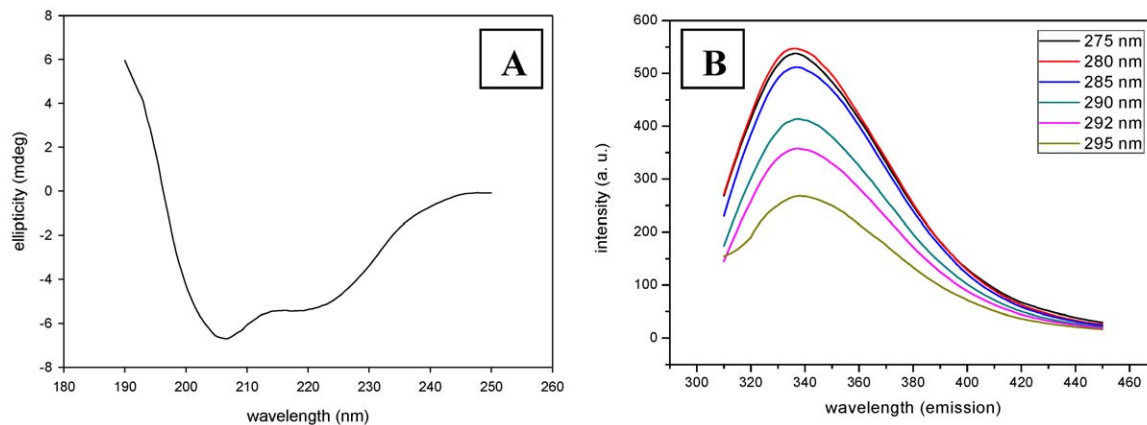 A
ellipticity (mdeg)
8
6
4
2
0
-2
-4
-6
-8
180 190 200 210 220 230 240 250 260
wavelength (nm)
B
275 nm
280 nm
285 nm
290 nm
292 nm
295 nm
intensity (a. u.)
600
500
400
300
200
100
0
300 320 340 360 380 400 420 440 460
wavelength (emission)